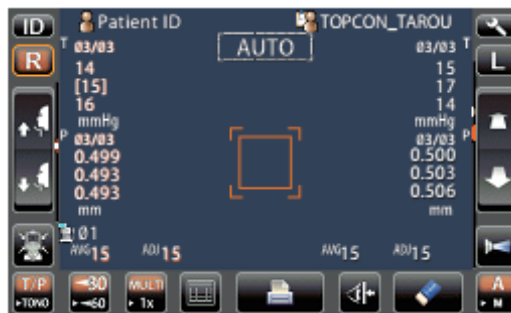 ID Patient ID TOPCON_TAROU
R T 03/03 AUTO 03/03 T L
14 15
[15] 17
16 14
mmHg mmHg
P 03/03 03/03 P
0.499 0.500
0.493 0.503
0.493 0.506
mm mm
01
AVG15 ADJ15 AVG15 ADJ15
T/P 30 MULTI A
TONO 60 1x M